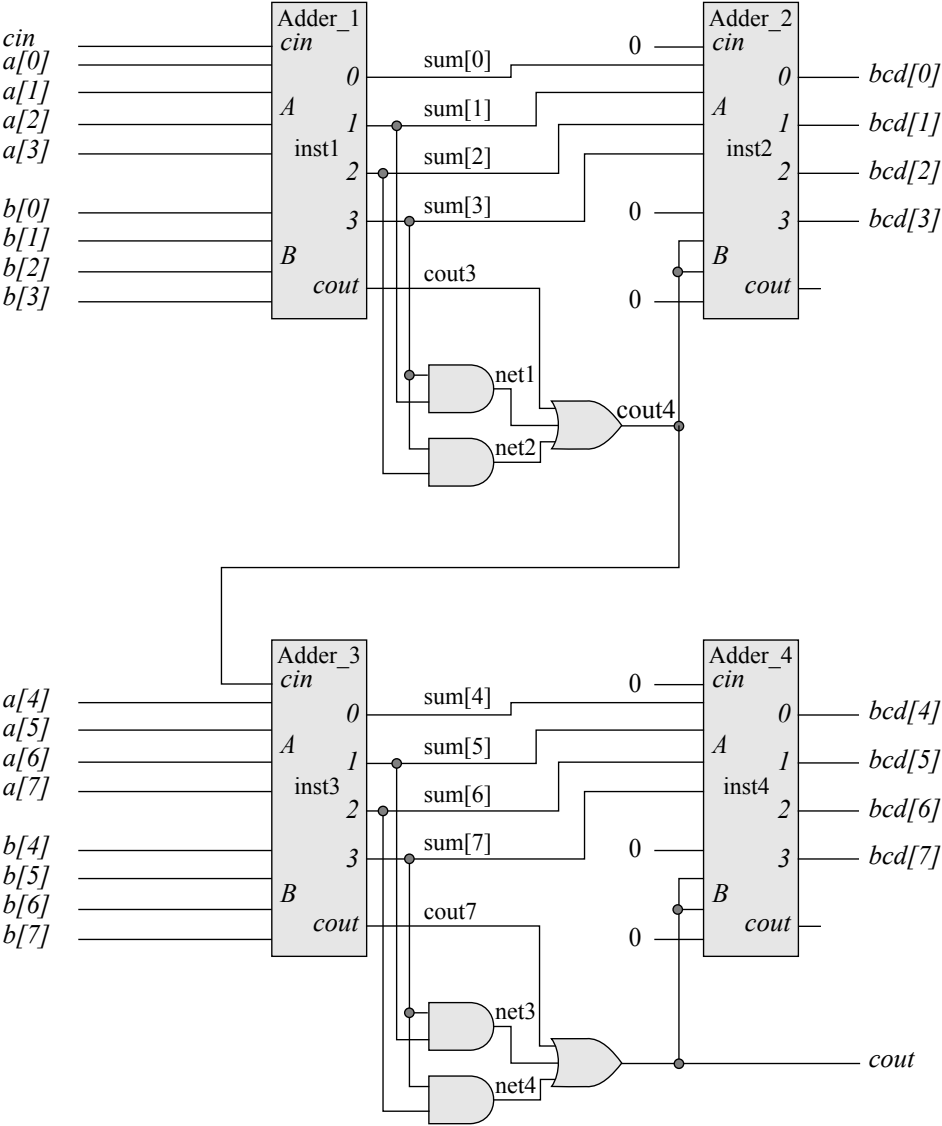 Adder_1
cin
cin
a[0]
0
sum[0]
a[1]
A
1
sum[1]
a[2]
a[3]
inst1
2
sum[2]
b[0]
3
sum[3]
b[1]
B
b[2]
cout
cout3
b[3]
Adder_2
0
cin
0
bcd[0]
A
1
bcd[1]
inst2
2
bcd[2]
0
3
bcd[3]
B
cout
0
net1
cout4
net2
Adder_3
cin
a[4]
0
sum[4]
a[5]
A
1
sum[5]
a[6]
a[7]
inst3
2
sum[6]
b[4]
3
sum[7]
b[5]
B
b[6]
cout
cout7
b[7]
Adder_4
0
cin
0
bcd[4]
A
1
bcd[5]
inst4
2
bcd[6]
0
3
bcd[7]
B
cout
0
net3
cout
net4